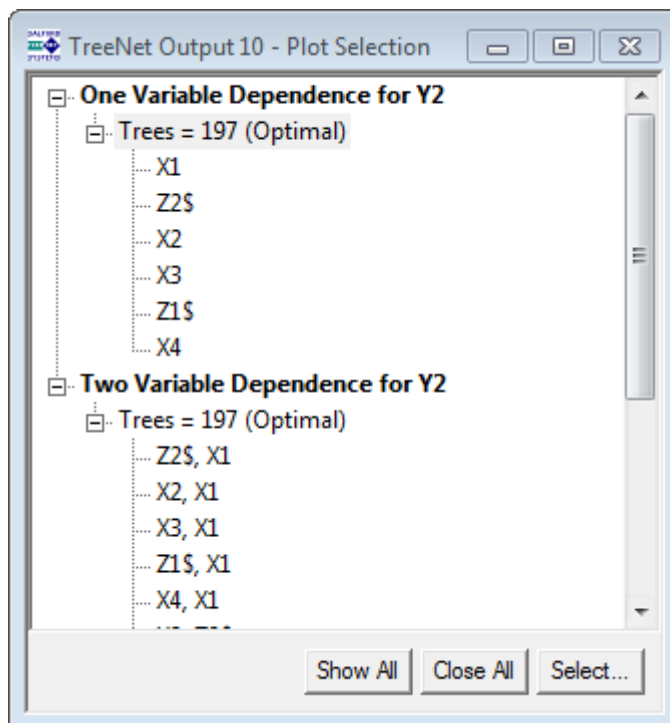 TreeNet Output 10 - Plot Selection
One Variable Dependence for Y2
Trees = 197 (Optimal)
X1
Z2$
X2
X3
Z1$
X4
Two Variable Dependence for Y2
Trees = 197 (Optimal)
Z2$, X1
X2, X1
X3, X1
Z1$, X1
X4, X1
Show All Close All Select...